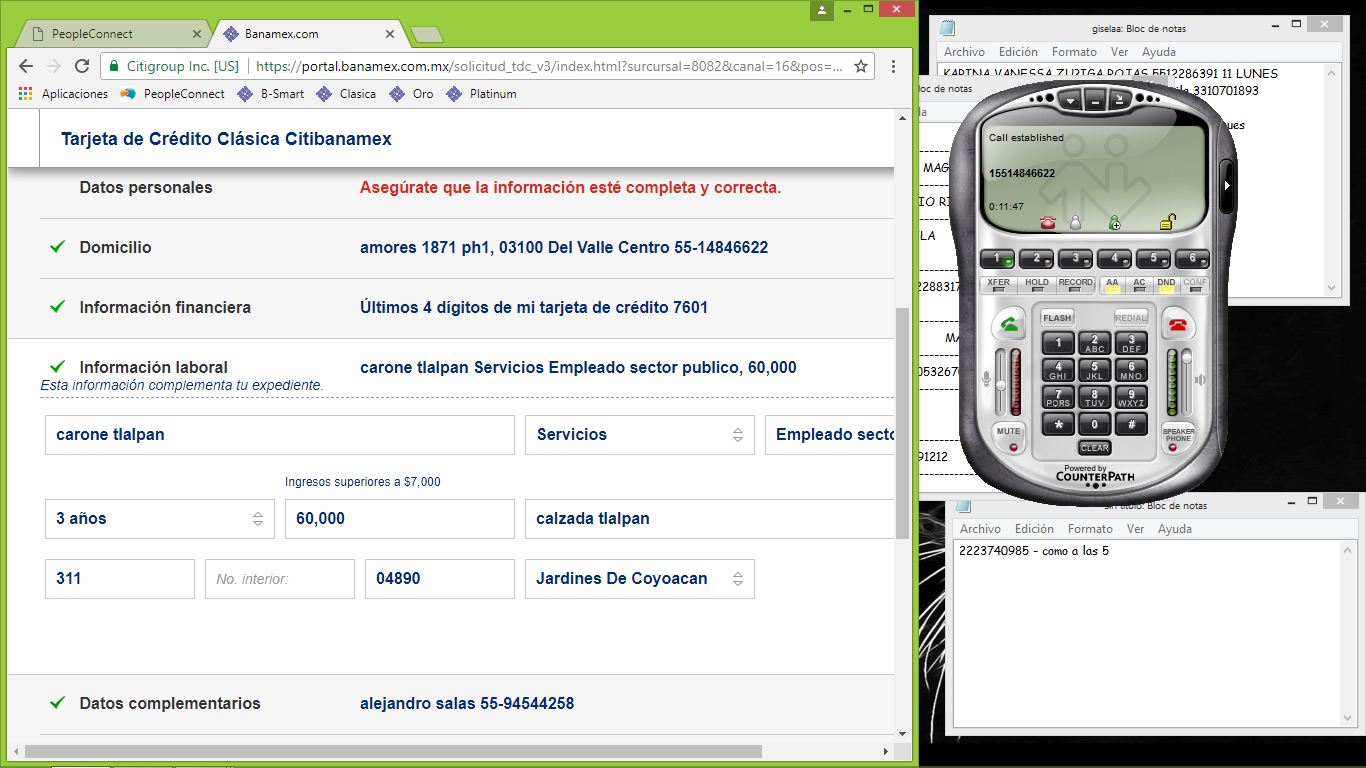 PeopleConnect
Banamex.com
Citigroup Inc. [US] https://portal.banamex.com.mx/solicitud_tdc_v3/index.html?surcursal=8082&canal=16&pos=...
Aplicaciones PeopleConnect B-Smart Clasica Oro Platinum
Tarjeta de Crédito Clásica Citibanamex
Datos personales Asegúrate que la información esté completa y correcta.
Domicilio amores 1871 ph1, 03100 Del Valle Centro 55-14846622
Información financiera Últimos 4 dígitos de mi tarjeta de crédito 7601
Información laboral carone tlalpan Servicios Empleado sector publico, 60,000
Esta información complementa tu expediente.
carone tlalpan Servicios Empleado secto
Ingresos superiores a $7,000
3 años 60,000 calzada tlalpan
311 No. interior: 04890 Jardines De Coyoacan
Datos complementarios alejandro salas 55-94544258
giselaa: Bloc de notas
Archivo Edición Formato Ver Ayuda
KARINA VANESSA ZUÑIGA ROJAS 5512286391 11 LUNES
3310701893
ues
de notas
da
MAG
IO RI
LA
228831
MA
053267
91212
Call established
15514846622
0:11:47
1 2 3 4 5 6
XFER HOLD RECORD AA AC DND CONF
FLASH REDIAL
1 2 ABC 3 DEF
4 GHI 5 JKL 6 MNO
7 PQRS 8 TUV 9 WXYZ
* 0 #
MUTE
SPEAKER PHONE
CLEAR
Powered by
COUNTERPATH
sin título: Bloc de notas
Archivo Edición Formato Ver Ayuda
2223740985 - como a las 5